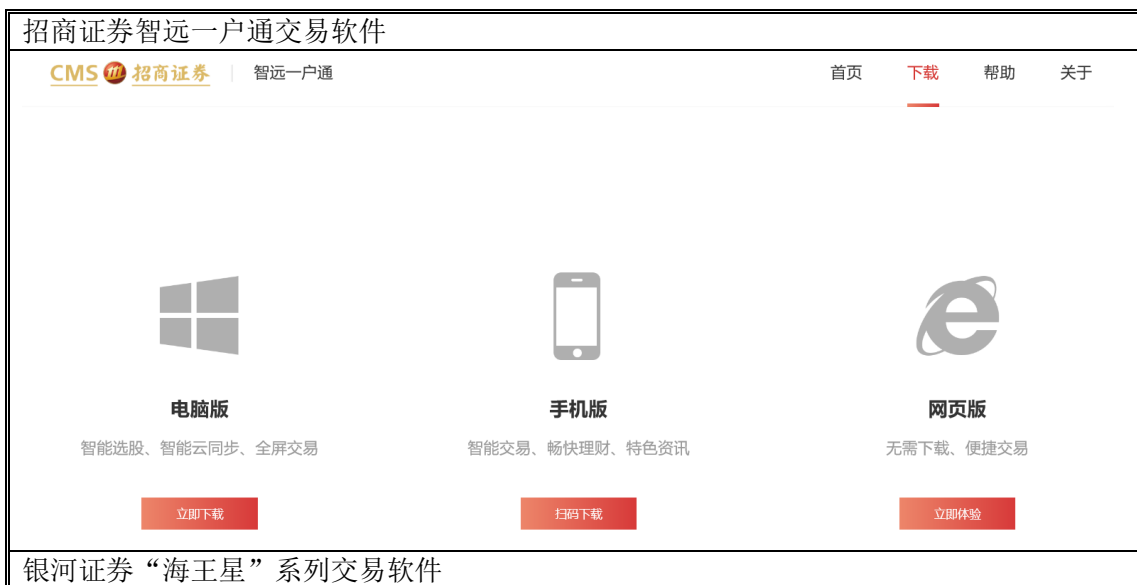 招商证券智远一户通交易软件
CMS 招商证券 智远一户通 首页 下载 帮助 关于
电脑版 手机版 网页版
智能选股、智能云同步、全屏交易 智能交易、畅快理财、特色资讯 无需下载、便捷交易
立即下载 扫码下载 立即体验
银河证券“海王星”系列交易软件